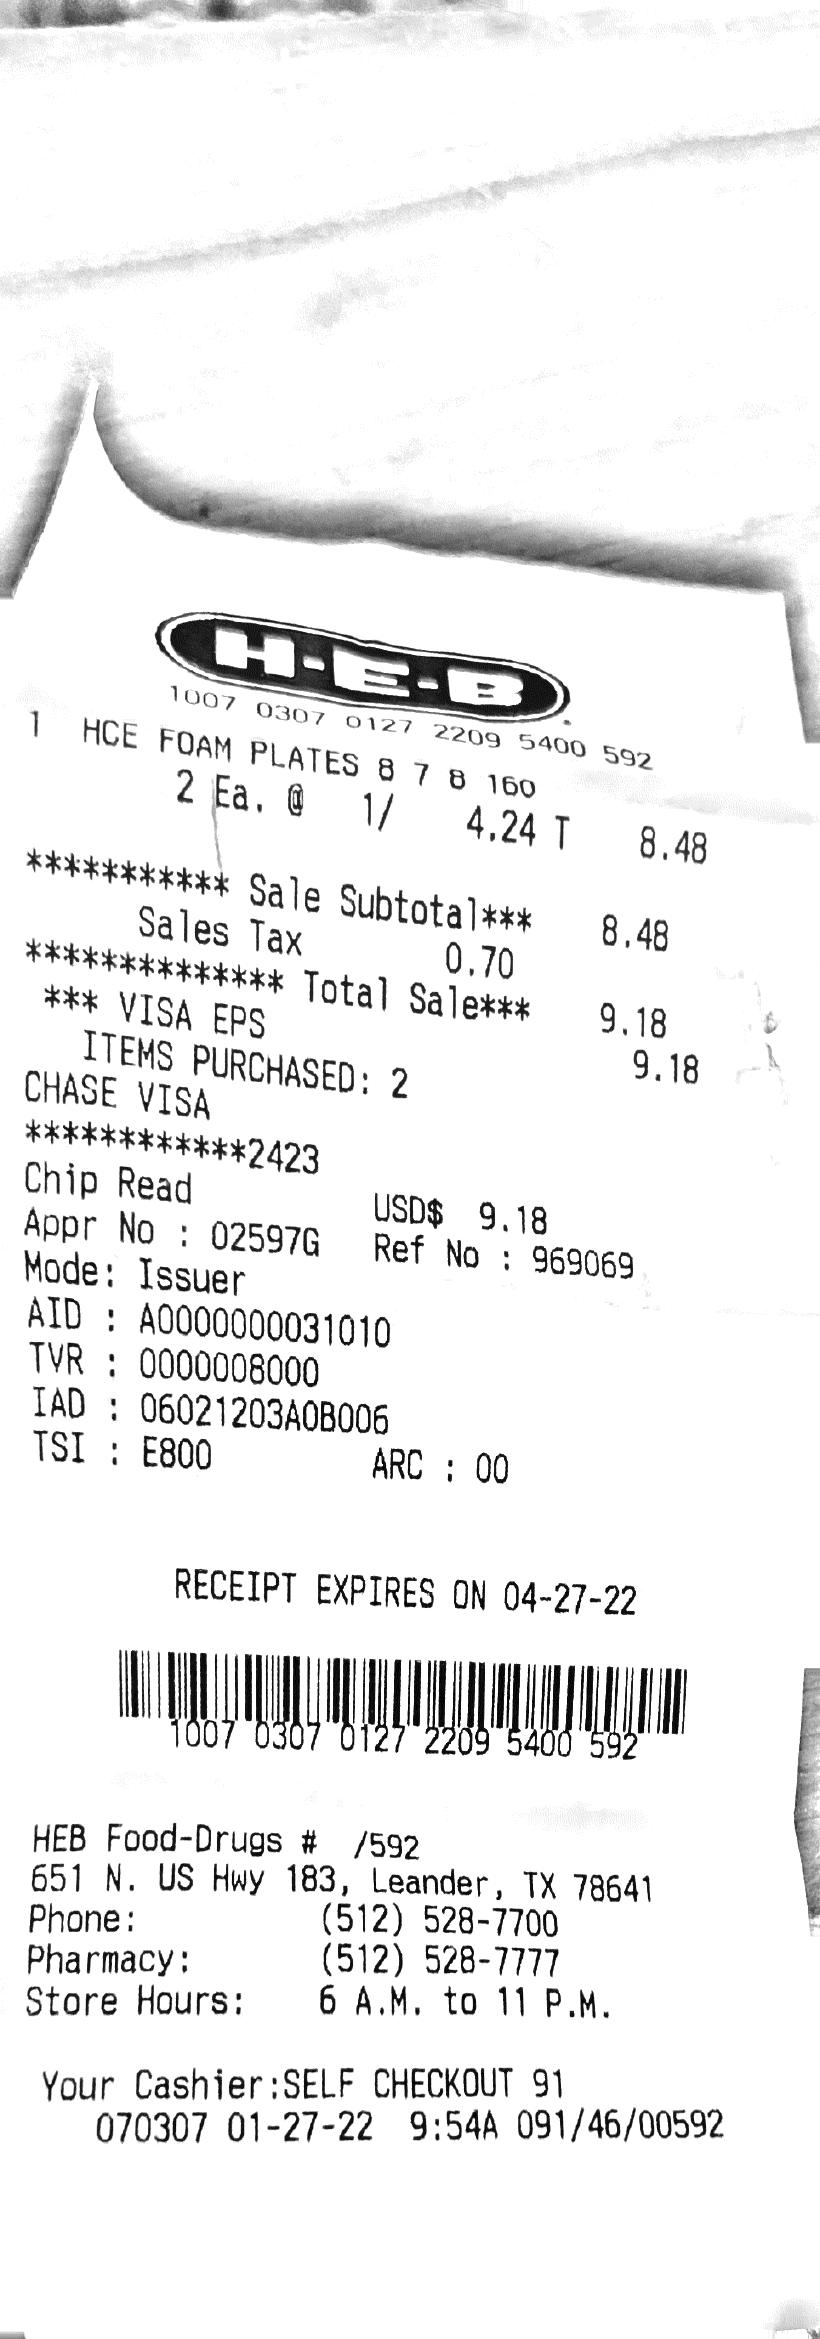 H-E-B
1007 0307 0127 2209 5400 592
1 HCE FOAM PLATES 8 7 8 160
2 Ea. @ 1/ 4.24 T 8.48
*********** Sale Subtotal*** 8.48
Sales Tax 0.70
************** Total Sale*** 9.18
*** VISA EPS 9.18
ITEMS PURCHASED: 2
CHASE VISA
************2423
Chip Read USD$ 9.18
Appr No : 02597G Ref No : 969069
Mode: Issuer
AID : A0000000031010
TVR : 0000008000
IAD : 06021203A0B006
TSI : E800 ARC : 00
RECEIPT EXPIRES ON 04-27-22
1007 0307 0127 2209 5400 592
HEB Food-Drugs # /592
651 N. US Hwy 183, Leander, TX 78641
Phone: (512) 528-7700
Pharmacy: (512) 528-7777
Store Hours: 6 A.M. to 11 P.M.
Your Cashier:SELF CHECKOUT 91
070307 01-27-22 9:54A 091/46/00592